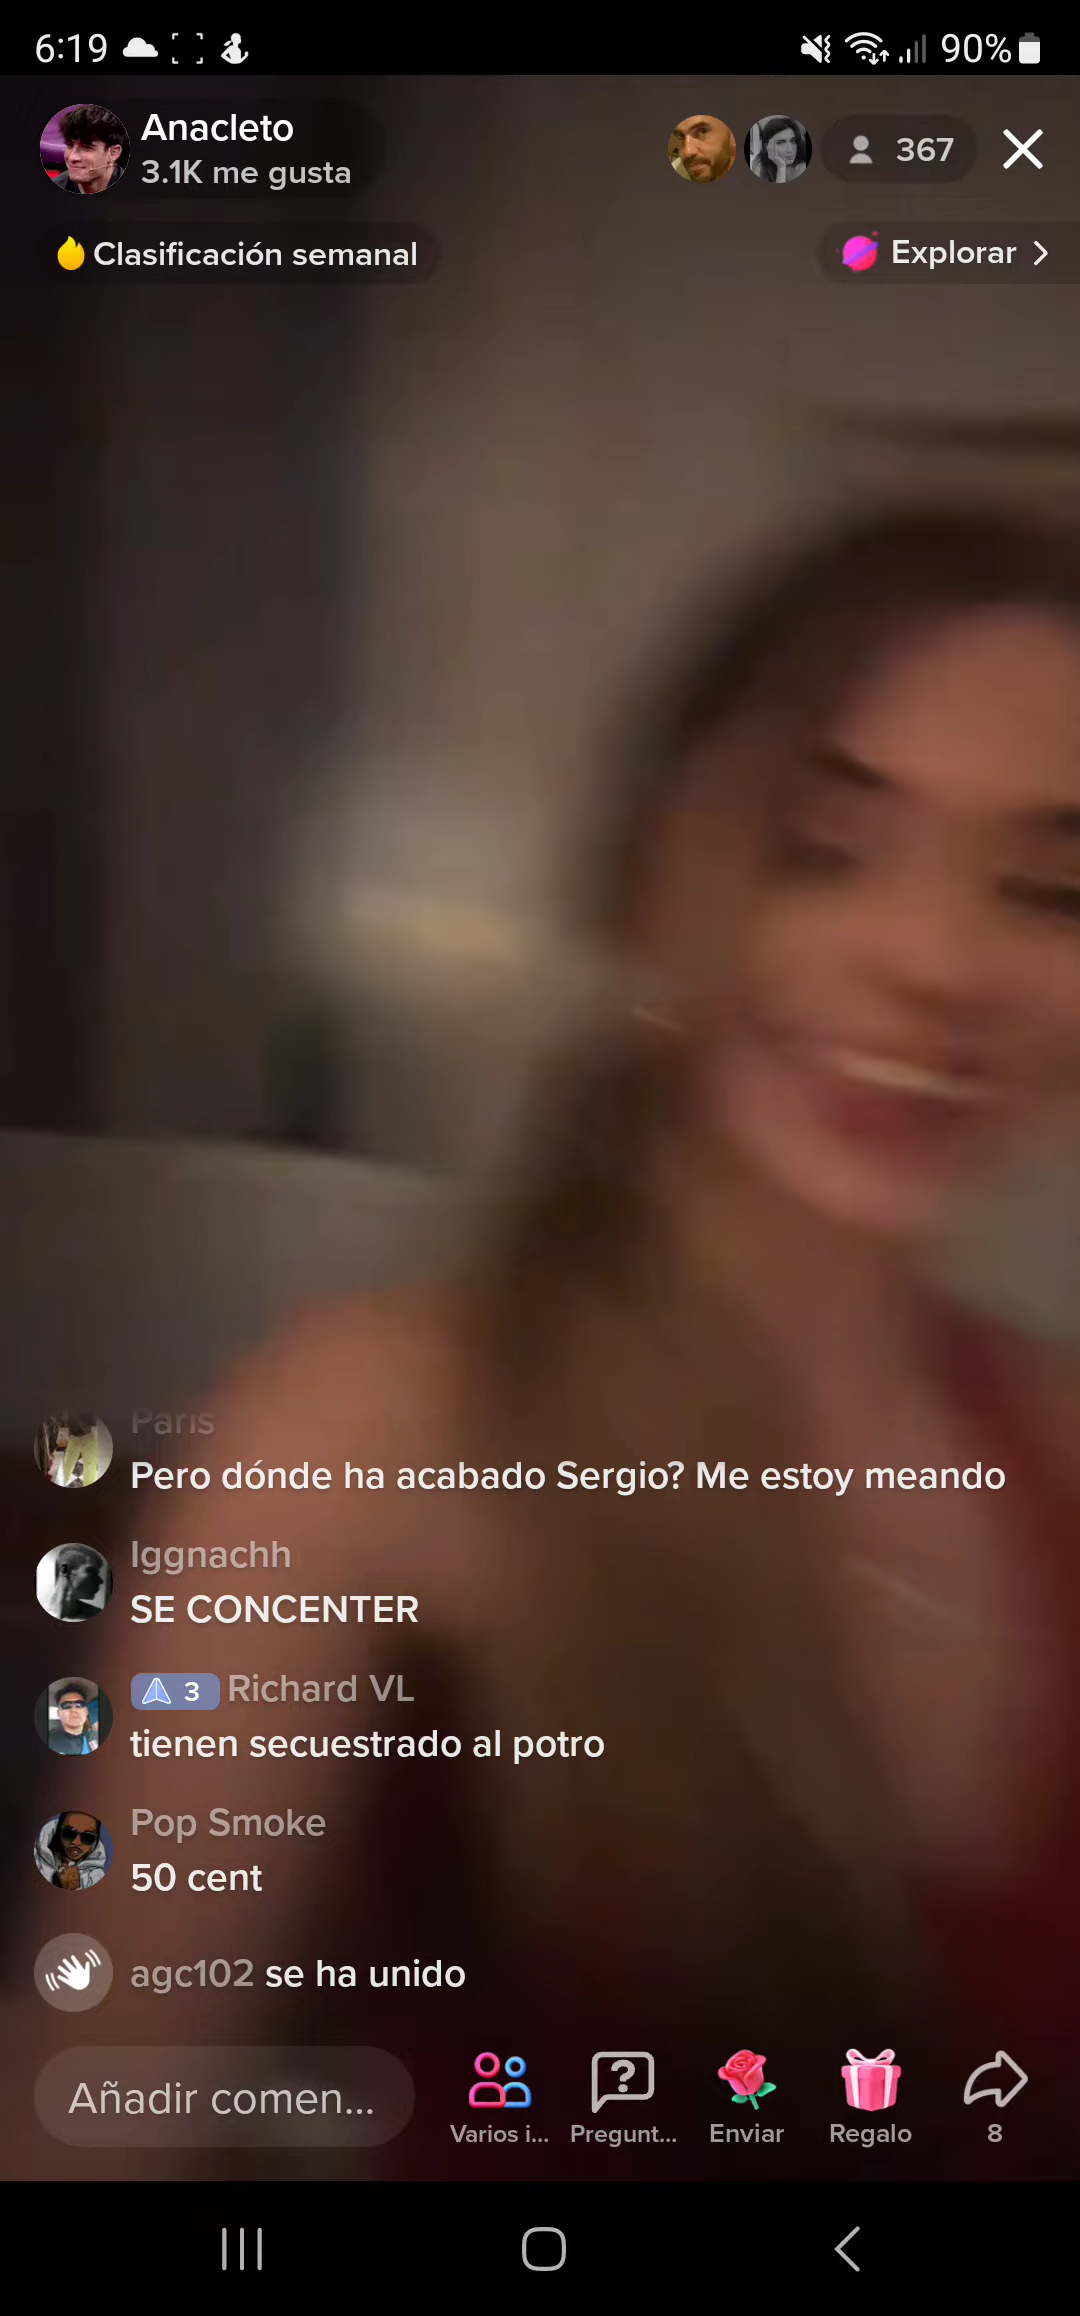 6:19
90%
Anacleto
3.1K me gusta
367
Clasificación semanal
Explorar
Paris
Pero dónde ha acabado Sergio? Me estoy meando
Iggnachh
SE CONCENTER
3 Richard VL
tienen secuestrado al potro
Pop Smoke
50 cent
agc102 se ha unido
Añadir comen...
Varios i...
Pregunt...
Enviar
Regalo
8